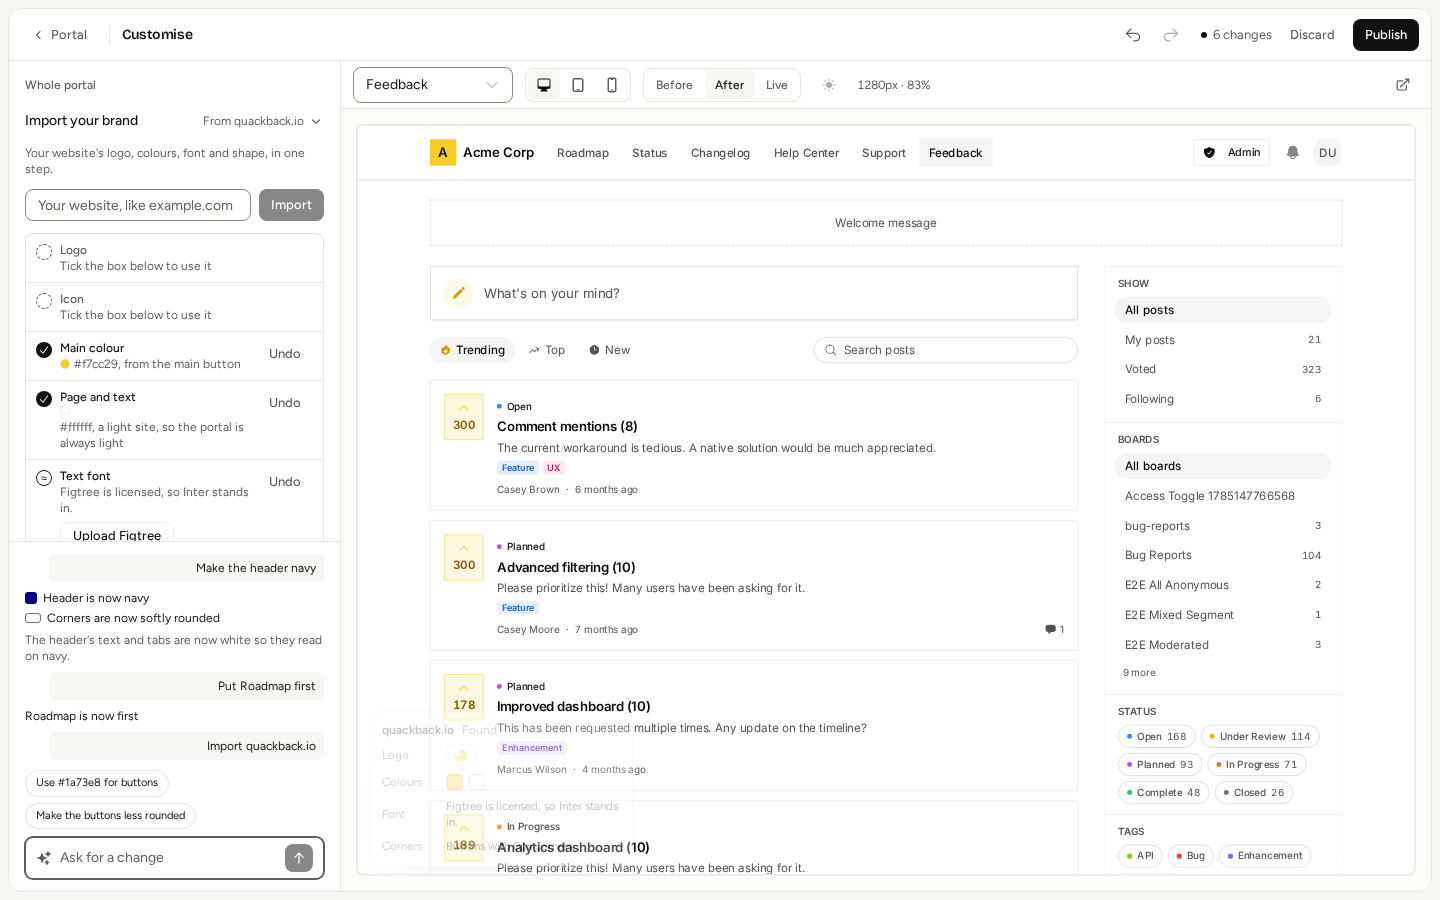 Portal
Customise
6 changes
Discard
Publish
Whole portal
Import your brand
From quackback.io
Your website's logo, colours, font and shape, in one
step.
Your website, like example.com
Import
Logo
Tick the box below to use it
Icon
Tick the box below to use it
Main colour
#f7cc29, from the main button
Undo
Page and text
#ffffff, a light site, so the portal is
always light
Undo
Text font
Figtree is licensed, so Inter stands
in.
Undo
Upload Figtree
Make the header navy
Header is now navy
Corners are now softly rounded
The header's text and tabs are now white so they read
on navy.
Put Roadmap first
Roadmap is now first
Import quackback.io
Use #1a73e8 for buttons
Make the buttons less rounded
Ask for a change
Feedback
Before
After
Live
1280px · 83%
A
Acme Corp
Roadmap
Status
Changelog
Help Center
Support
Feedback
Admin
DU
Welcome message
What's on your mind?
Trending
Top
New
Search posts
300
Open
Comment mentions (8)
The current workaround is tedious. A native solution would be much appreciated.
Feature UX
Casey Brown · 6 months ago
300
Planned
Advanced filtering (10)
Please prioritize this! Many users have been asking for it.
Feature
Casey Moore · 7 months ago
1
178
Planned
Improved dashboard (10)
This has been requested multiple times. Any update on the timeline?
Enhancement
Marcus Wilson · 4 months ago
189
In Progress
Analytics dashboard (10)
Please prioritize this! Many users have been asking for it.
quackback.io Found
Logo
Colours
Font
Figtree is licensed, so Inter stands
in.
Corners
SHOW
All posts
My posts 21
Voted 323
Following 6
BOARDS
All boards
Access Toggle 1785147766568
bug-reports 3
Bug Reports 104
E2E All Anonymous 2
E2E Mixed Segment 1
E2E Moderated 3
9 more
STATUS
Open 168
Under Review 114
Planned 93
In Progress 71
Complete 48
Closed 26
TAGS
API
Bug
Enhancement